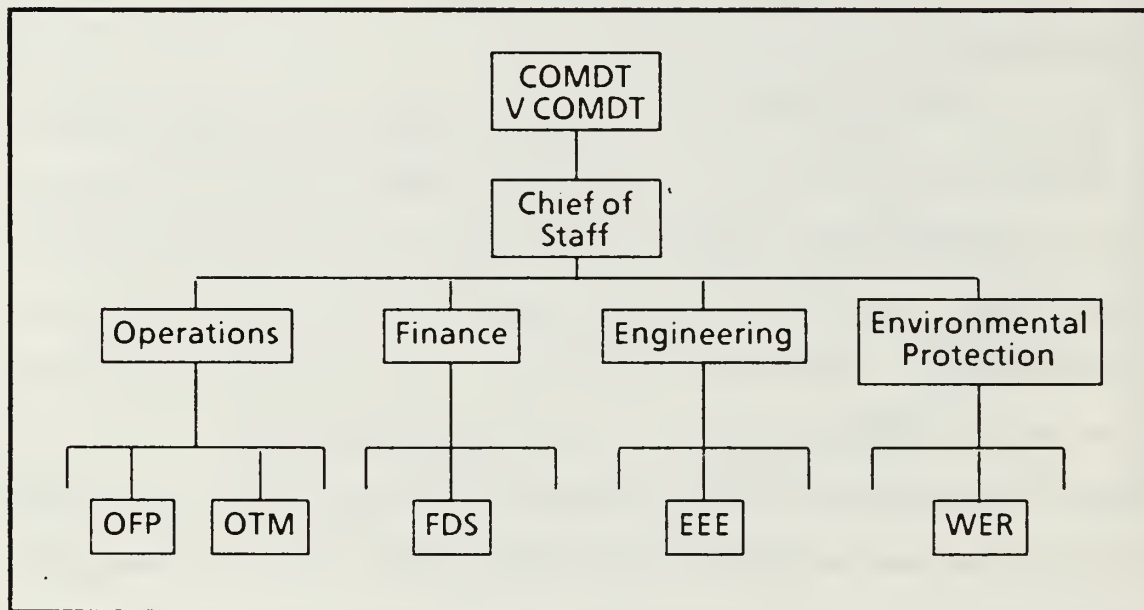 COMDT
V COMDT
Chief of
Staff
Operations
Finance
Engineering
Environmental
Protection
OFP
OTM
FDS
EEE
WER